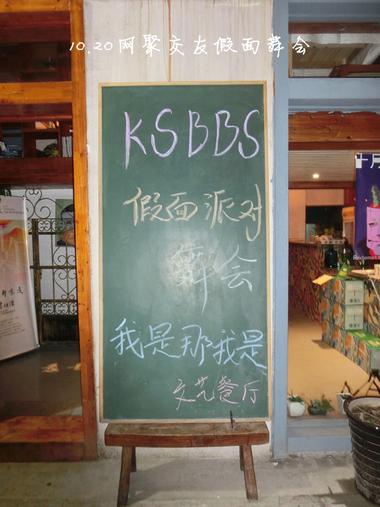 10.20网聚交友假面舞会
KSBBS
假面派对
舞会
我是那我是
文艺餐厅